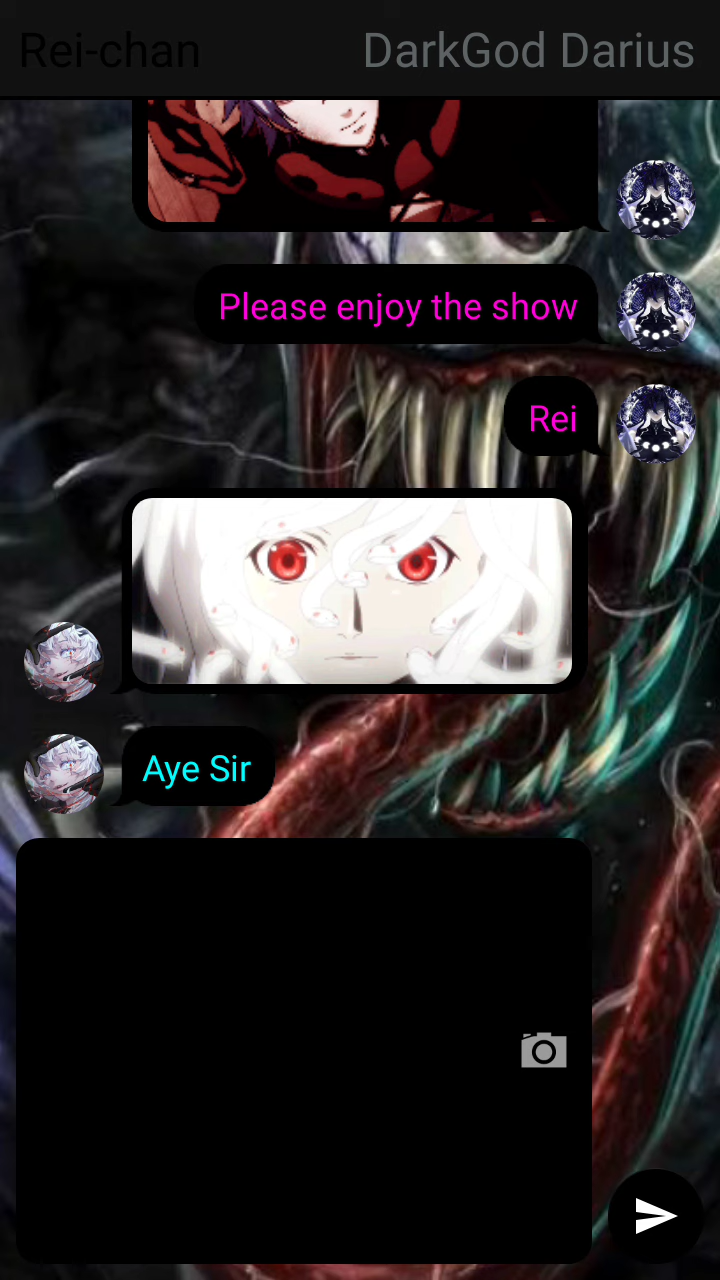 Rei-chan
DarkGod Darius
Please enjoy the show
Rei
Aye Sir